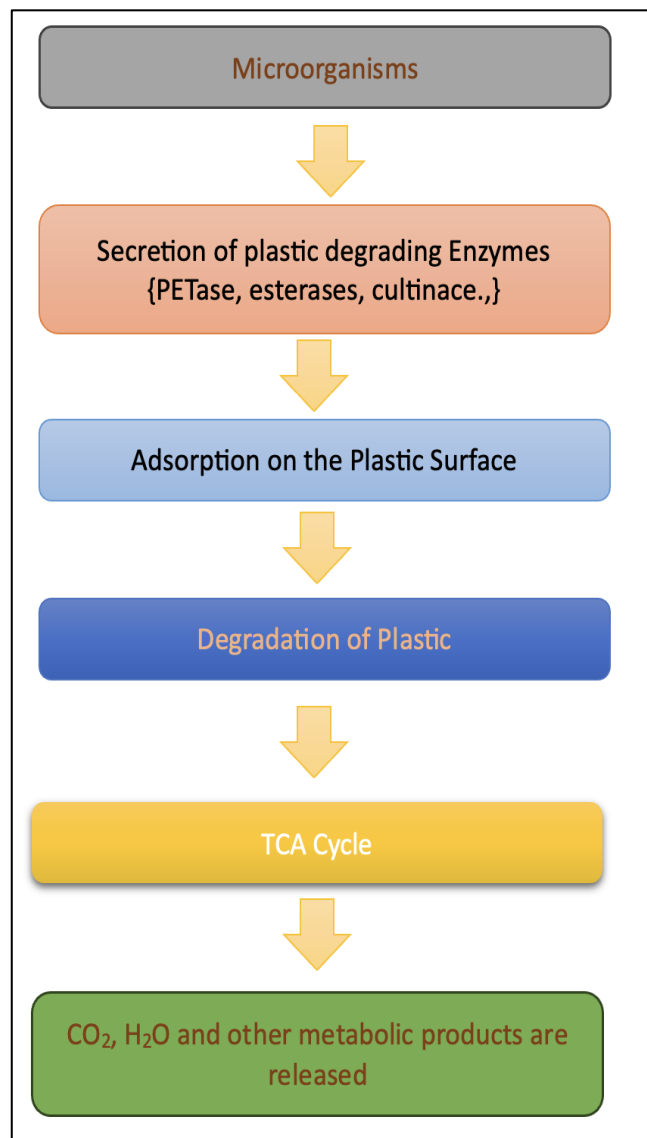 Microorganisms
Secretion of plastic degrading Enzymes
{PETase, esterases, cultinace.,}
Adsorption on the Plastic Surface
Degradation of Plastic
TCA Cycle
CO₂, H₂O and other metabolic products are
released